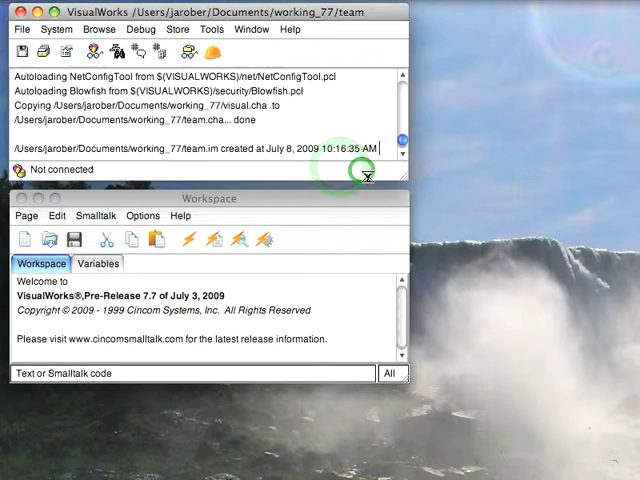 VisualWorks /Users/jarober/Documents/working_77/team
File System Browse Debug Store Tools Window Help
Autoloading NetConfigTool from $(VISUALWORKS)/net/NetConfigTool.pcl
Autoloading Blowfish from $(VISUALWORKS)/security/Blowfish.pcl
Copying /Users/jarober/Documents/working_77/visual.cha to
/Users/jarober/Documents/working_77/team.cha... done
/Users/jarober/Documents/working_77/team.im created at July 8, 2009 10:16:35 AM
Not connected
Workspace
Page Edit Smalltalk Options Help
Workspace Variables
Welcome to
VisualWorks®,Pre-Release 7.7 of July 3, 2009
Copyright © 2009 - 1999 Cincom Systems, Inc. All Rights Reserved
Please visit www.cincomsmalltalk.com for the latest release information.
Text or Smalltalk code All